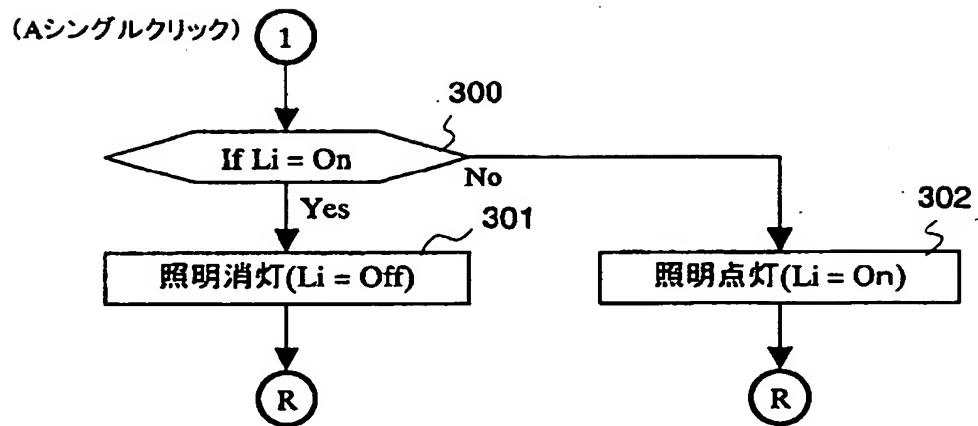 (Aシングルクリック)
1
300
If Li = On
No
Yes
301
302
照明消灯(Li = Off)
照明点灯(Li = On)
R
R